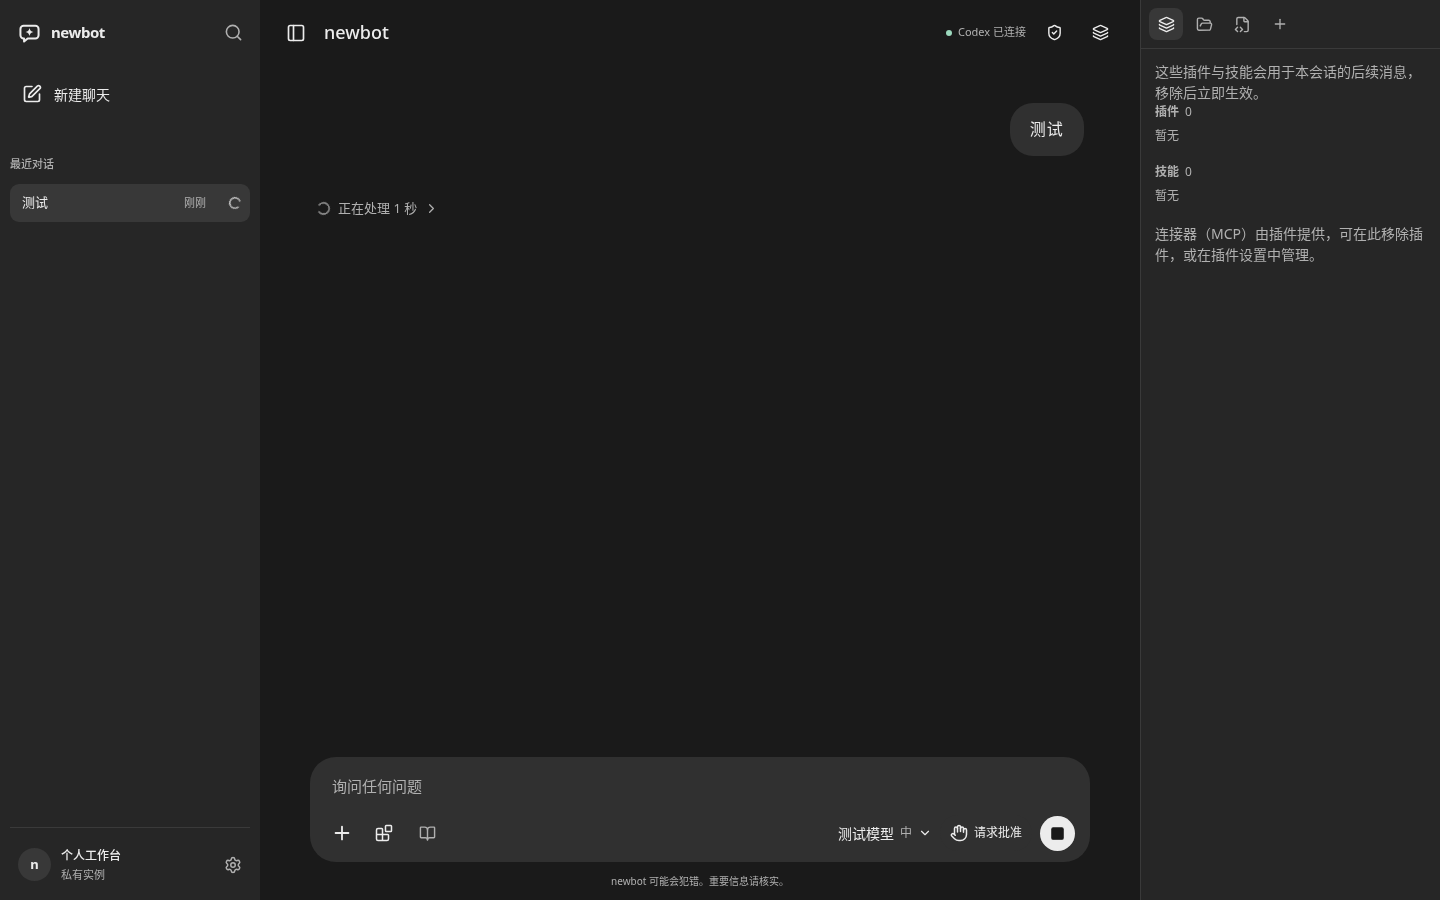 newbot
新建聊天
最近对话
测试 刚刚
n
个人工作台
私有实例
newbot
Codex 已连接
测试
正在处理 1 秒
询问任何问题
测试模型 中
请求批准
newbot 可能会犯错。重要信息请核实。
这些插件与技能会用于本会话的后续消息，
移除后立即生效。
插件 0
暂无
技能 0
暂无
连接器（MCP）由插件提供，可在此移除插
件，或在插件设置中管理。